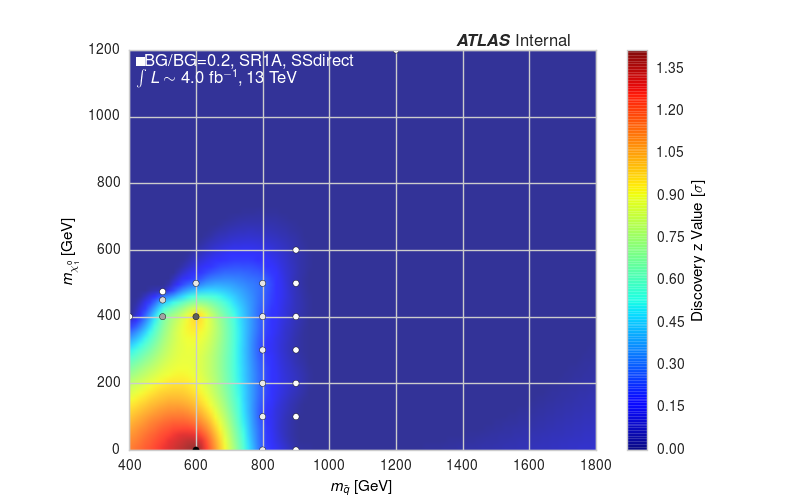 ATLAS Internal
BG/BG=0.2, SR1A, SSdirect
∫ L ∼ 4.0 fb⁻¹, 13 TeV
1200
1000
800
600
400
200
0
m_χ̃₁⁰ [GeV]
400 600 800 1000 1200 1400 1600 1800
m_q̃ [GeV]
1.35
1.20
1.05
0.90
0.75
0.60
0.45
0.30
0.15
0.00
Discovery z Value [σ]